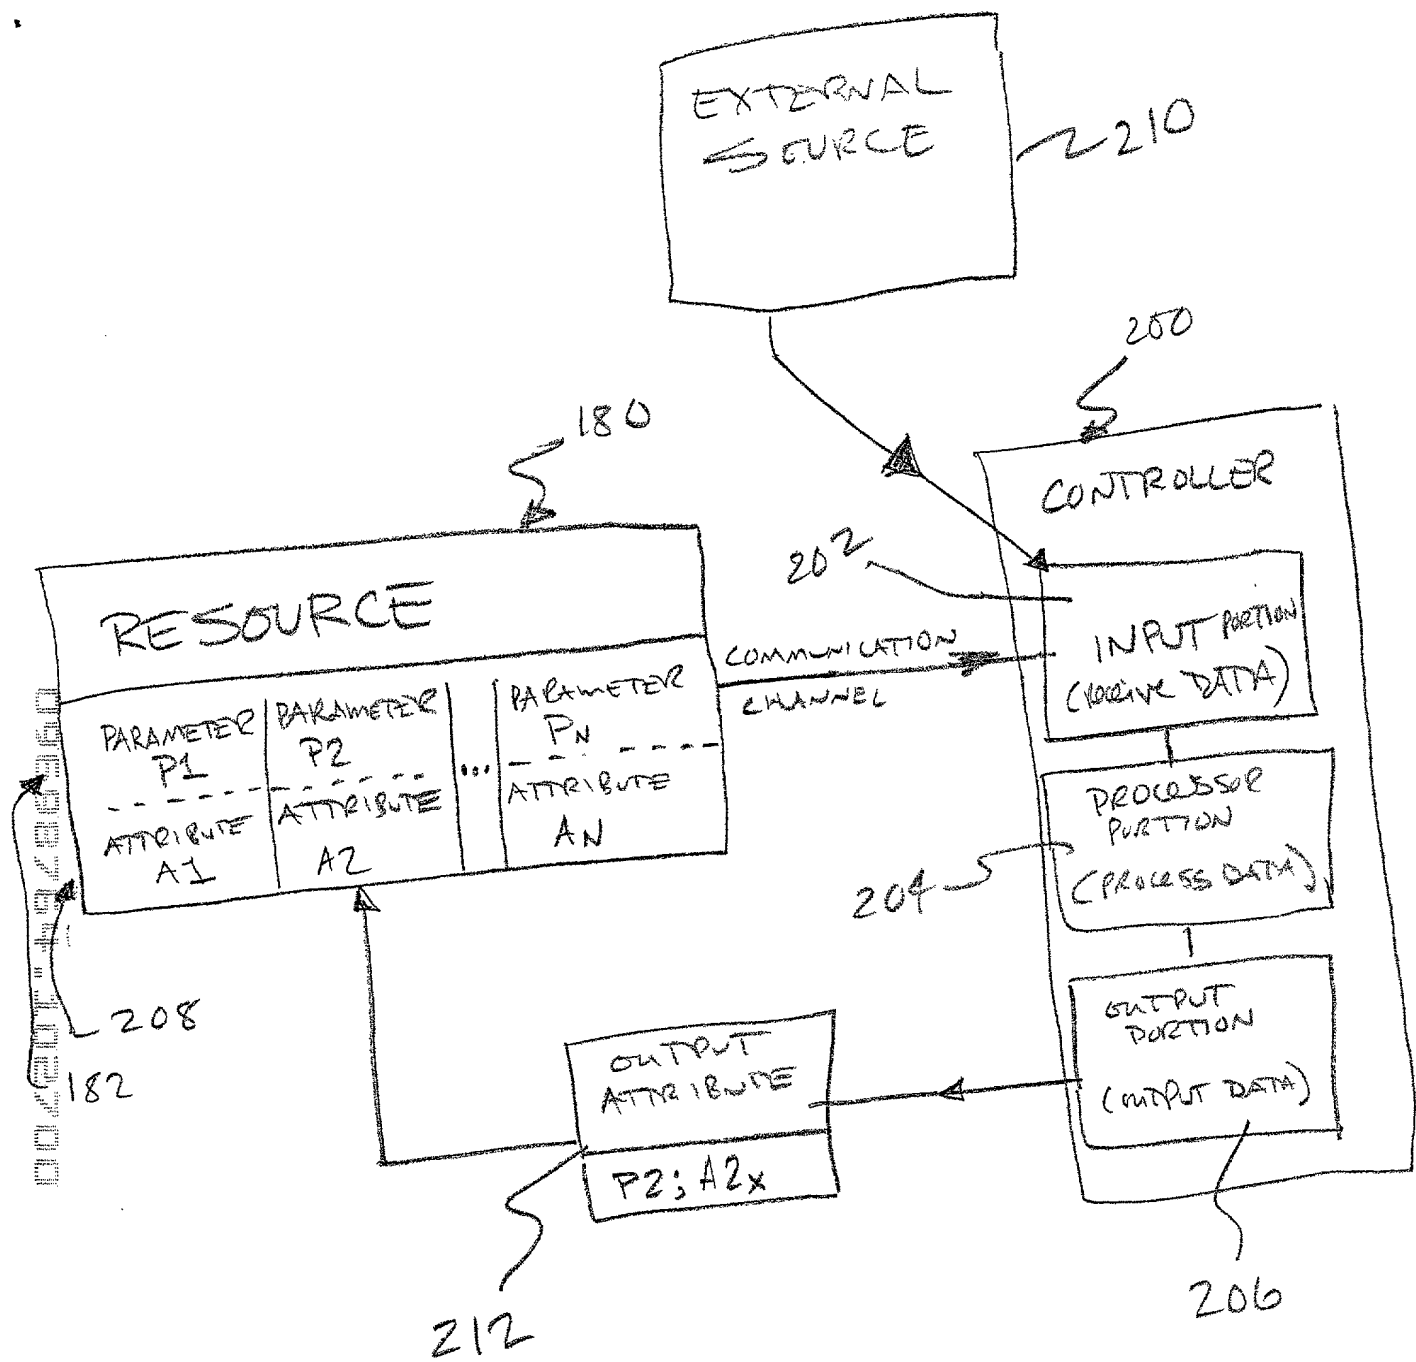 EXTERNAL
SOURCE
210
200
180
CONTROLLER
202
RESOURCE
INPUT PORTION
(receive DATA)
COMMUNICATION
CHANNEL
PARAMETER
P1
PARAMETER
P2
...
PARAMETER
PN
ATTRIBUTE
A1
ATTRIBUTE
A2
ATTRIBUTE
AN
PROCESSOR
PORTION
(PROCESS DATA)
204
208
182
OUTPUT
PORTION
(OUTPUT DATA)
OUTPUT
ATTRIBUTE
P2; A2x
206
212